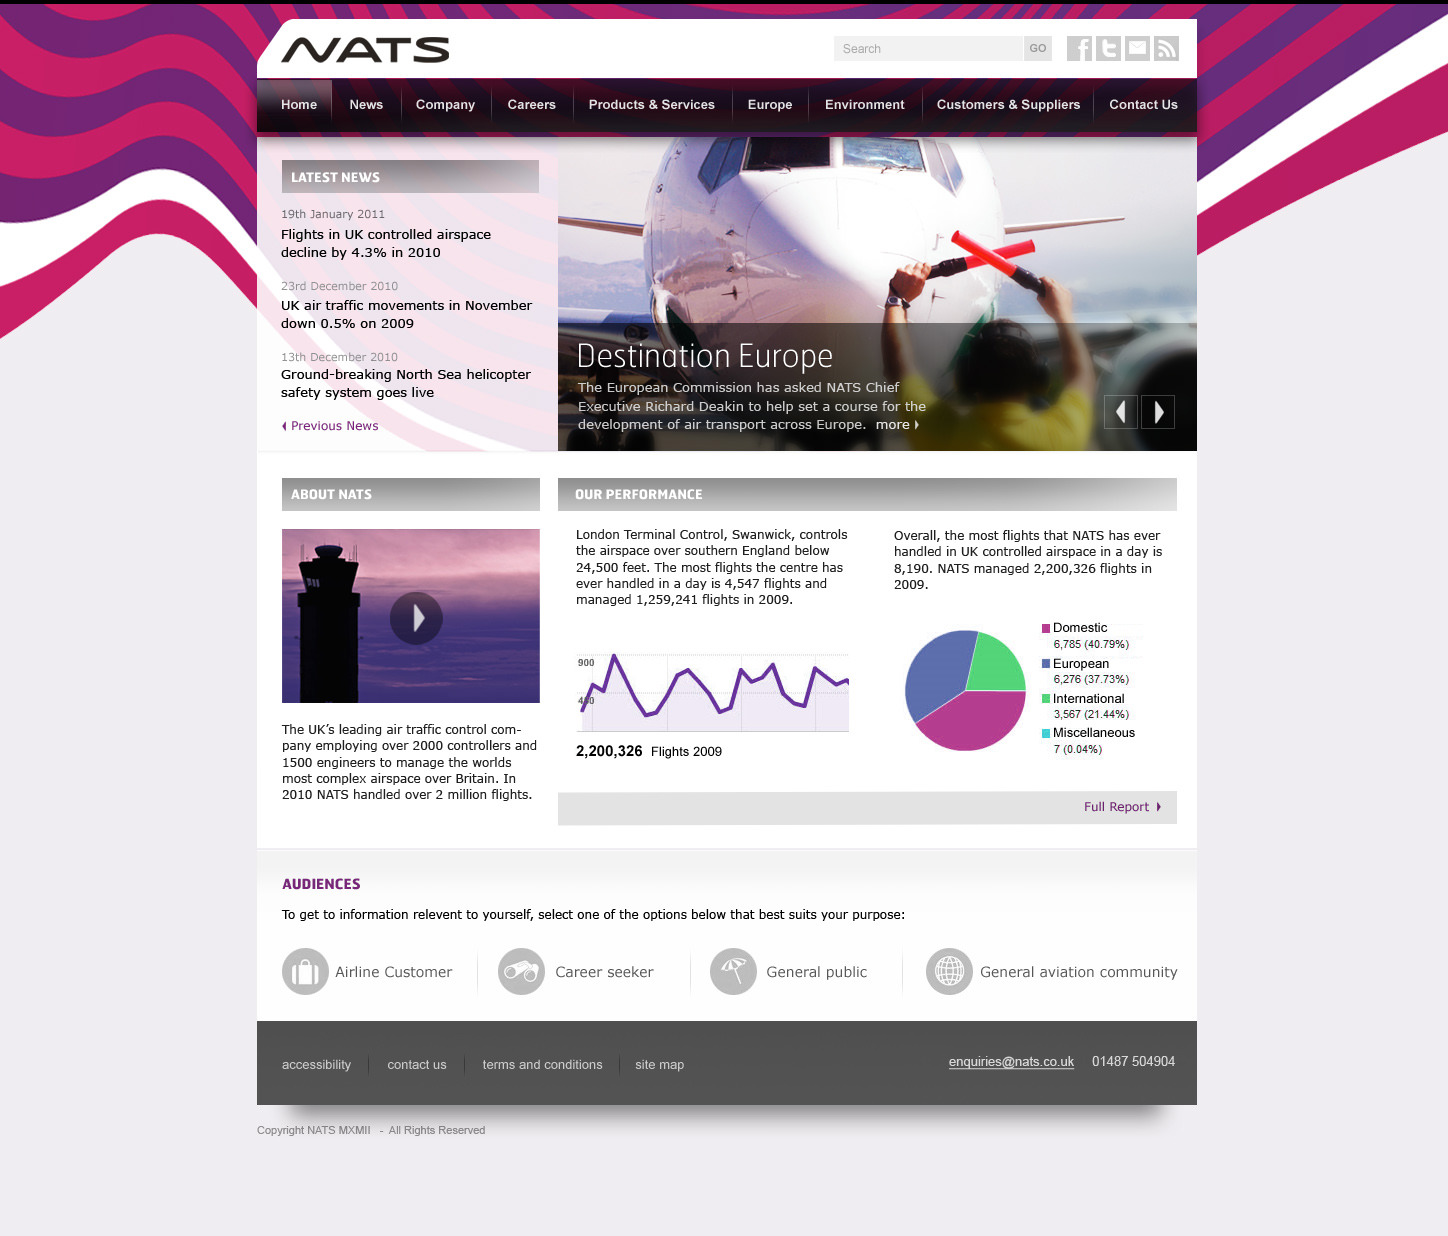 NATS
Search
GO
Home
News
Company
Careers
Products & Services
Europe
Environment
Customers & Suppliers
Contact Us
LATEST NEWS
19th January 2011
Flights in UK controlled airspace
decline by 4.3% in 2010
23rd December 2010
UK air traffic movements in November
down 0.5% on 2009
13th December 2010
Ground-breaking North Sea helicopter
safety system goes live
Previous News
Destination Europe
The European Commission has asked NATS Chief
Executive Richard Deakin to help set a course for the
development of air transport across Europe. more
ABOUT NATS
The UK’s leading air traffic control com-
pany employing over 2000 controllers and
1500 engineers to manage the worlds
most complex airspace over Britain. In
2010 NATS handled over 2 million flights.
OUR PERFORMANCE
London Terminal Control, Swanwick, controls
the airspace over southern England below
24,500 feet. The most flights the centre has
ever handled in a day is 4,547 flights and
managed 1,259,241 flights in 2009.
900
2,200,326 Flights 2009
Overall, the most flights that NATS has ever
handled in UK controlled airspace in a day is
8,190. NATS managed 2,200,326 flights in
2009.
Domestic
6,785 (40.79%)
European
6,276 (37.73%)
International
3,567 (21.44%)
Miscellaneous
7 (0.04%)
Full Report
AUDIENCES
To get to information relevent to yourself, select one of the options below that best suits your purpose:
Airline Customer
Career seeker
General public
General aviation community
accessibility
contact us
terms and conditions
site map
enquiries@nats.co.uk
01487 504904
Copyright NATS MXMII - All Rights Reserved